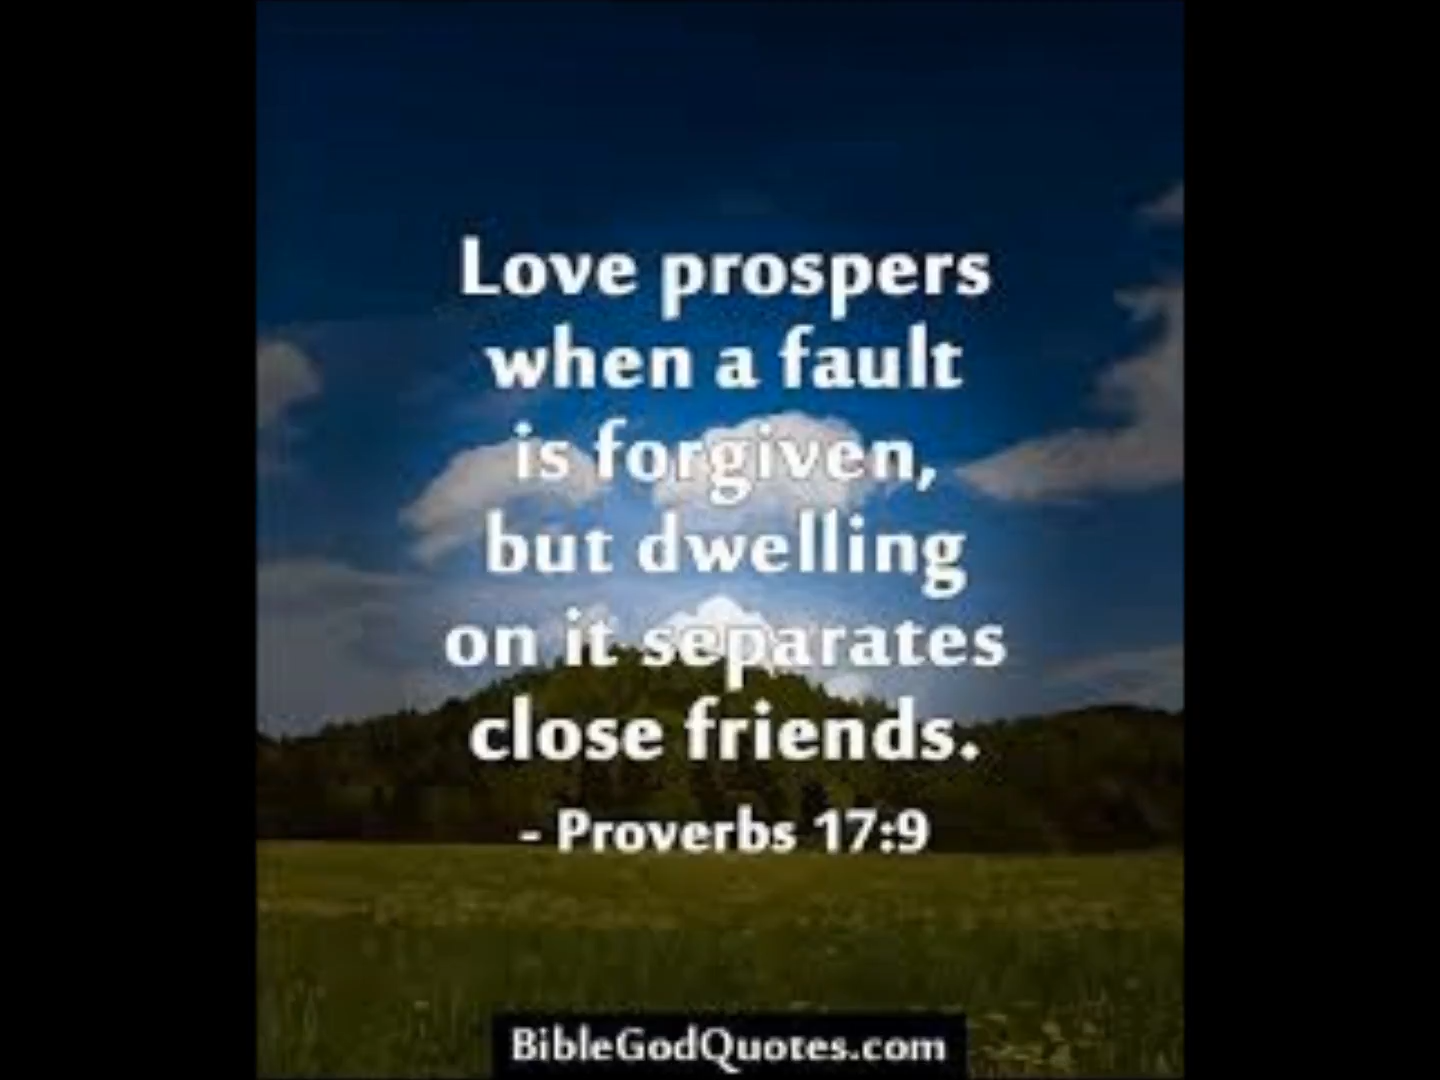 Love prospers
when a fault
is forgiven,
but dwelling
on it separates
close friends.
- Proverbs 17:9
BibleGodQuotes.com